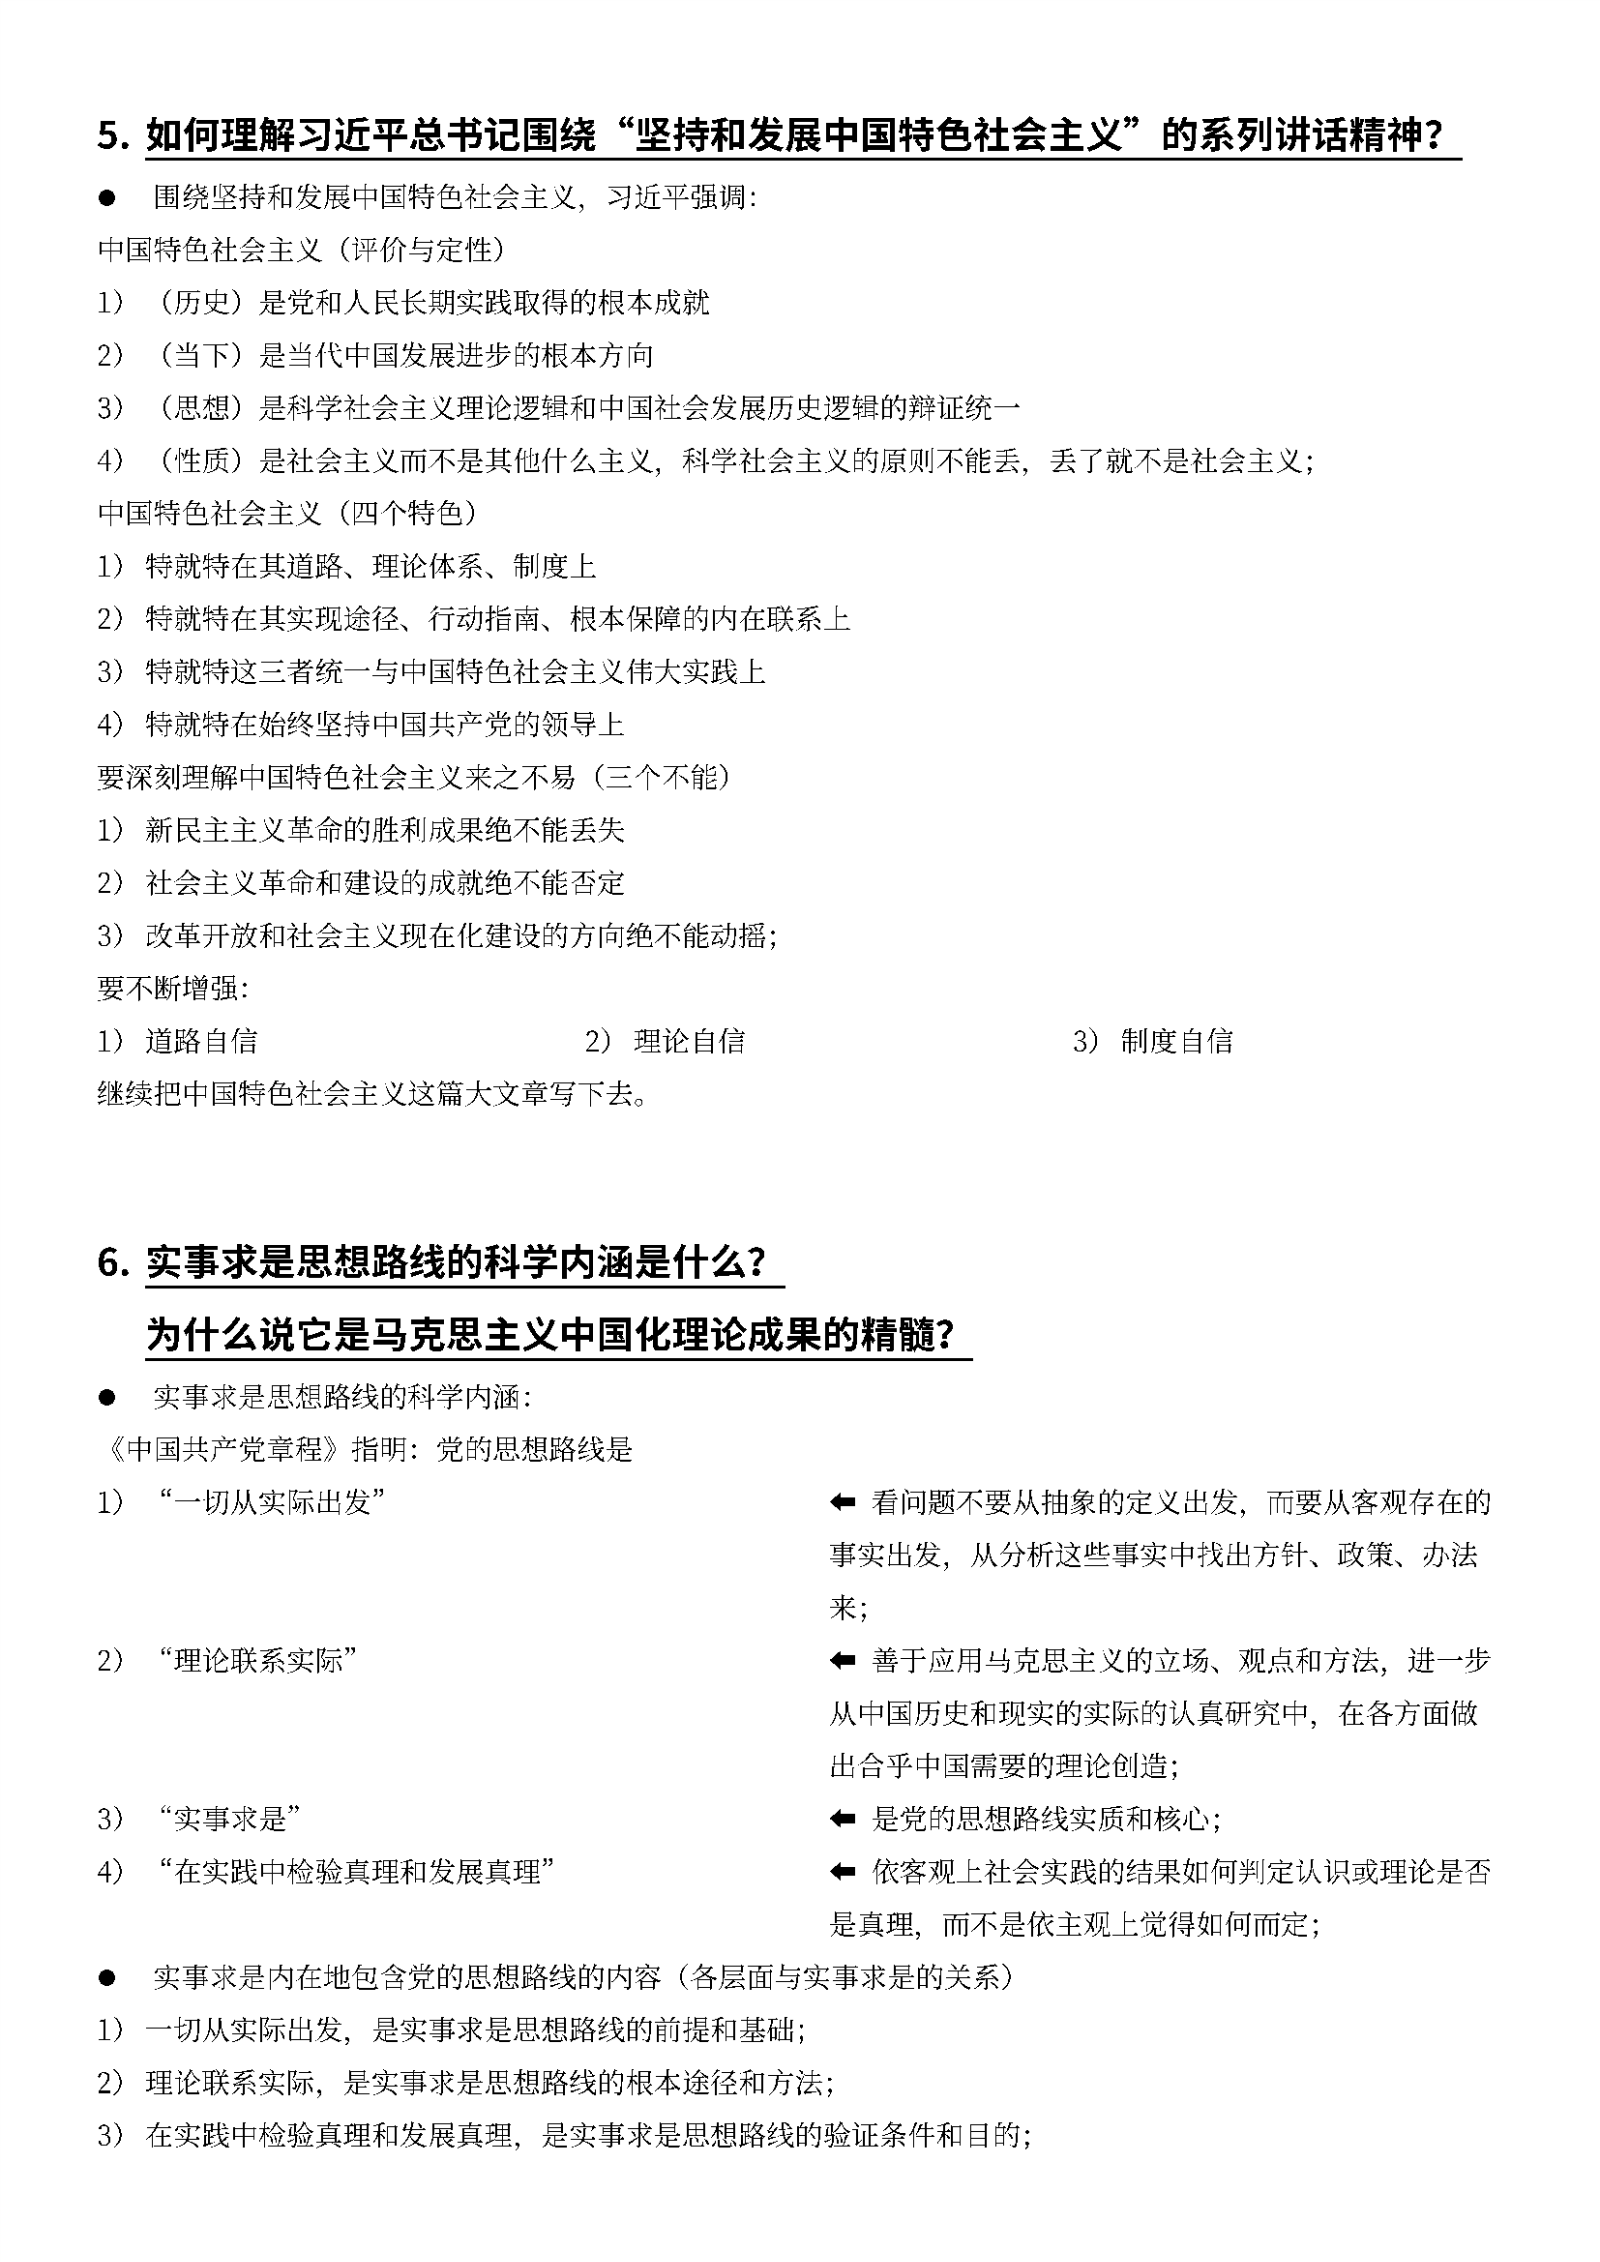 5. 如何理解习近平总书记围绕“坚持和发展中国特色社会主义”的系列讲话精神？
● 围绕坚持和发展中国特色社会主义，习近平强调：
中国特色社会主义（评价与定性）
1）（历史）是党和人民长期实践取得的根本成就
2）（当下）是当代中国发展进步的根本方向
3）（思想）是科学社会主义理论逻辑和中国社会发展历史逻辑的辩证统一
4）（性质）是社会主义而不是其他什么主义，科学社会主义的原则不能丢，丢了就不是社会主义；
中国特色社会主义（四个特色）
1） 特就特在其道路、理论体系、制度上
2） 特就特在其实现途径、行动指南、根本保障的内在联系上
3） 特就特这三者统一与中国特色社会主义伟大实践上
4） 特就特在始终坚持中国共产党的领导上
要深刻理解中国特色社会主义来之不易（三个不能）
1） 新民主主义革命的胜利成果绝不能丢失
2） 社会主义革命和建设的成就绝不能否定
3） 改革开放和社会主义现在化建设的方向绝不能动摇；
要不断增强：
1） 道路自信 2） 理论自信 3） 制度自信
继续把中国特色社会主义这篇大文章写下去。
6. 实事求是思想路线的科学内涵是什么？
为什么说它是马克思主义中国化理论成果的精髓？
● 实事求是思想路线的科学内涵：
《中国共产党章程》指明：党的思想路线是
1） “一切从实际出发” ⬅ 看问题不要从抽象的定义出发，而要从客观存在的
事实出发，从分析这些事实中找出方针、政策、办法
来；
2） “理论联系实际” ⬅ 善于应用马克思主义的立场、观点和方法，进一步
从中国历史和现实的实际的认真研究中，在各方面做
出合乎中国需要的理论创造；
3） “实事求是” ⬅ 是党的思想路线实质和核心；
4） “在实践中检验真理和发展真理” ⬅ 依客观上社会实践的结果如何判定认识或理论是否
是真理，而不是依主观上觉得如何而定；
● 实事求是内在地包含党的思想路线的内容（各层面与实事求是的关系）
1） 一切从实际出发，是实事求是思想路线的前提和基础；
2） 理论联系实际，是实事求是思想路线的根本途径和方法；
3） 在实践中检验真理和发展真理，是实事求是思想路线的验证条件和目的；